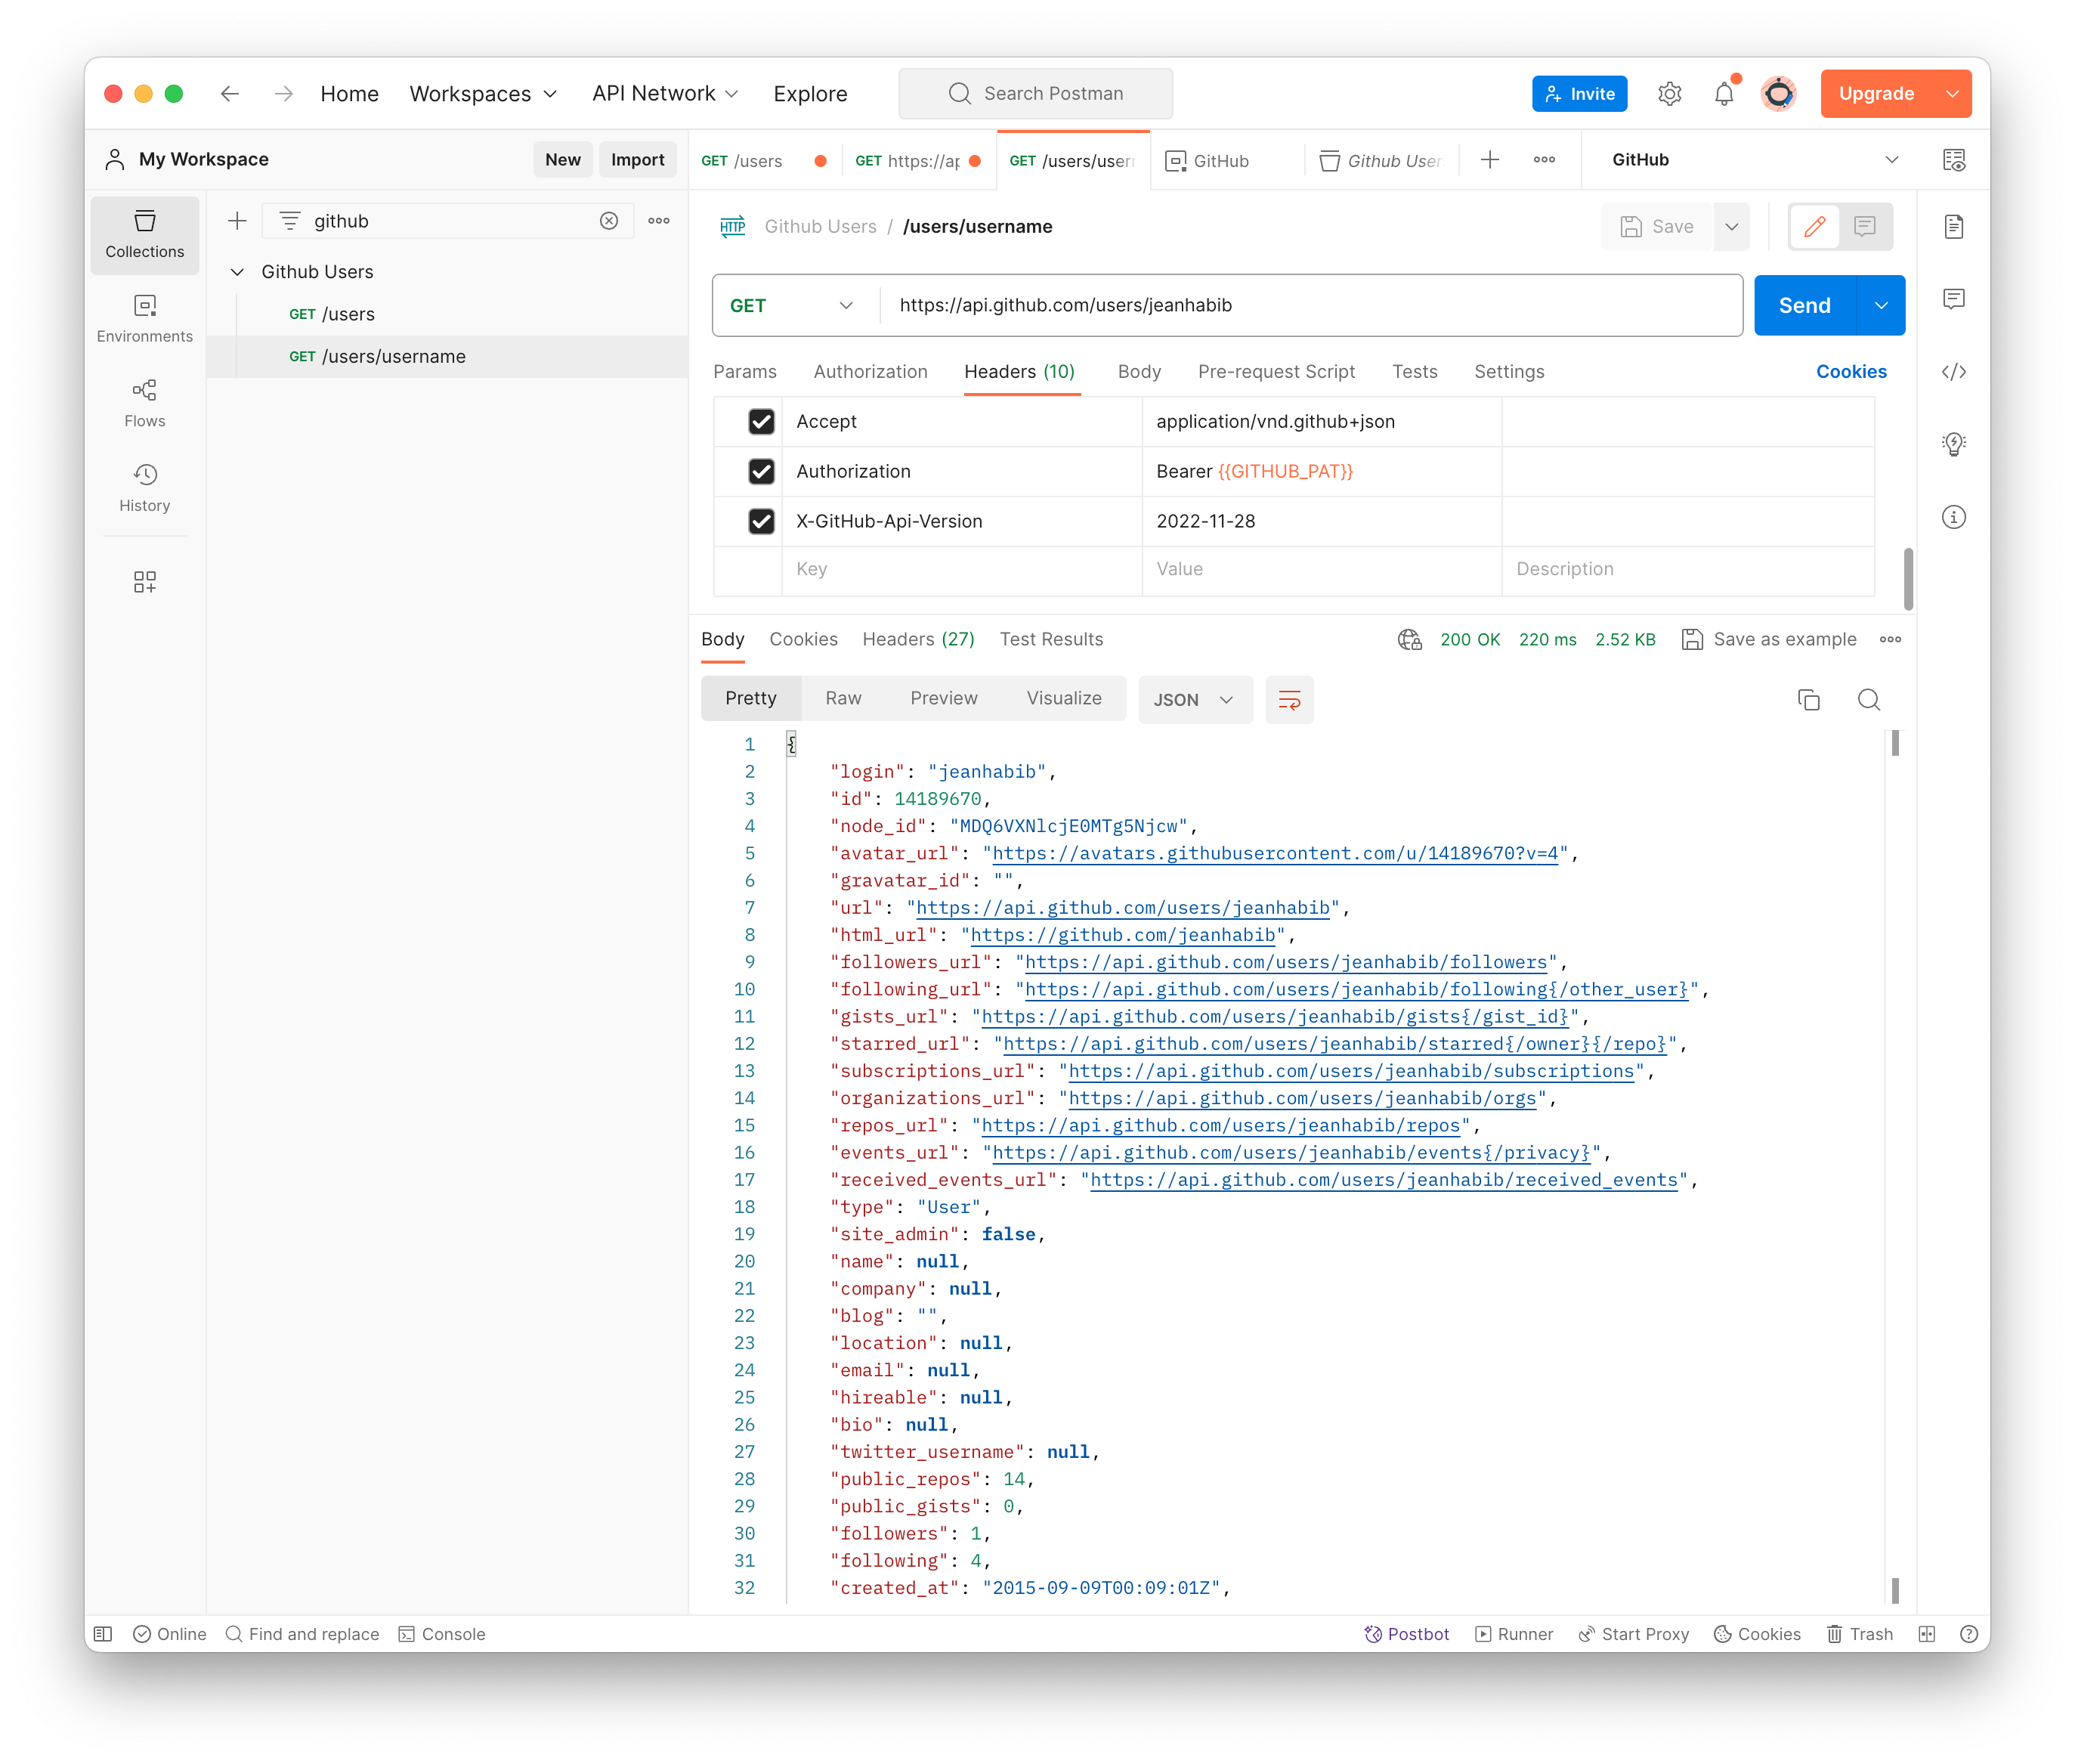 Home Workspaces API Network Explore Search Postman Invite Upgrade
My Workspace New Import GET /users GET https://ap GET /users/user GitHub Github User GitHub
github
Collections
Environments
Flows
History
Github Users
GET /users
GET /users/username
HTTP Github Users / /users/username Save
GET https://api.github.com/users/jeanhabib Send
Params Authorization Headers (10) Body Pre-request Script Tests Settings Cookies
Accept application/vnd.github+json
Authorization Bearer {{GITHUB_PAT}}
X-GitHub-Api-Version 2022-11-28
Key Value Description
Body Cookies Headers (27) Test Results 200 OK 220 ms 2.52 KB Save as example
Pretty Raw Preview Visualize JSON
1 {
2 "login": "jeanhabib",
3 "id": 14189670,
4 "node_id": "MDQ6VXNlcjE0MTg5Njcw",
5 "avatar_url": "https://avatars.githubusercontent.com/u/14189670?v=4",
6 "gravatar_id": "",
7 "url": "https://api.github.com/users/jeanhabib",
8 "html_url": "https://github.com/jeanhabib",
9 "followers_url": "https://api.github.com/users/jeanhabib/followers",
10 "following_url": "https://api.github.com/users/jeanhabib/following{/other_user}",
11 "gists_url": "https://api.github.com/users/jeanhabib/gists{/gist_id}",
12 "starred_url": "https://api.github.com/users/jeanhabib/starred{/owner}{/repo}",
13 "subscriptions_url": "https://api.github.com/users/jeanhabib/subscriptions",
14 "organizations_url": "https://api.github.com/users/jeanhabib/orgs",
15 "repos_url": "https://api.github.com/users/jeanhabib/repos",
16 "events_url": "https://api.github.com/users/jeanhabib/events{/privacy}",
17 "received_events_url": "https://api.github.com/users/jeanhabib/received_events",
18 "type": "User",
19 "site_admin": false,
20 "name": null,
21 "company": null,
22 "blog": "",
23 "location": null,
24 "email": null,
25 "hireable": null,
26 "bio": null,
27 "twitter_username": null,
28 "public_repos": 14,
29 "public_gists": 0,
30 "followers": 1,
31 "following": 4,
32 "created_at": "2015-09-09T00:09:01Z",
Online Find and replace Console Postbot Runner Start Proxy Cookies Trash